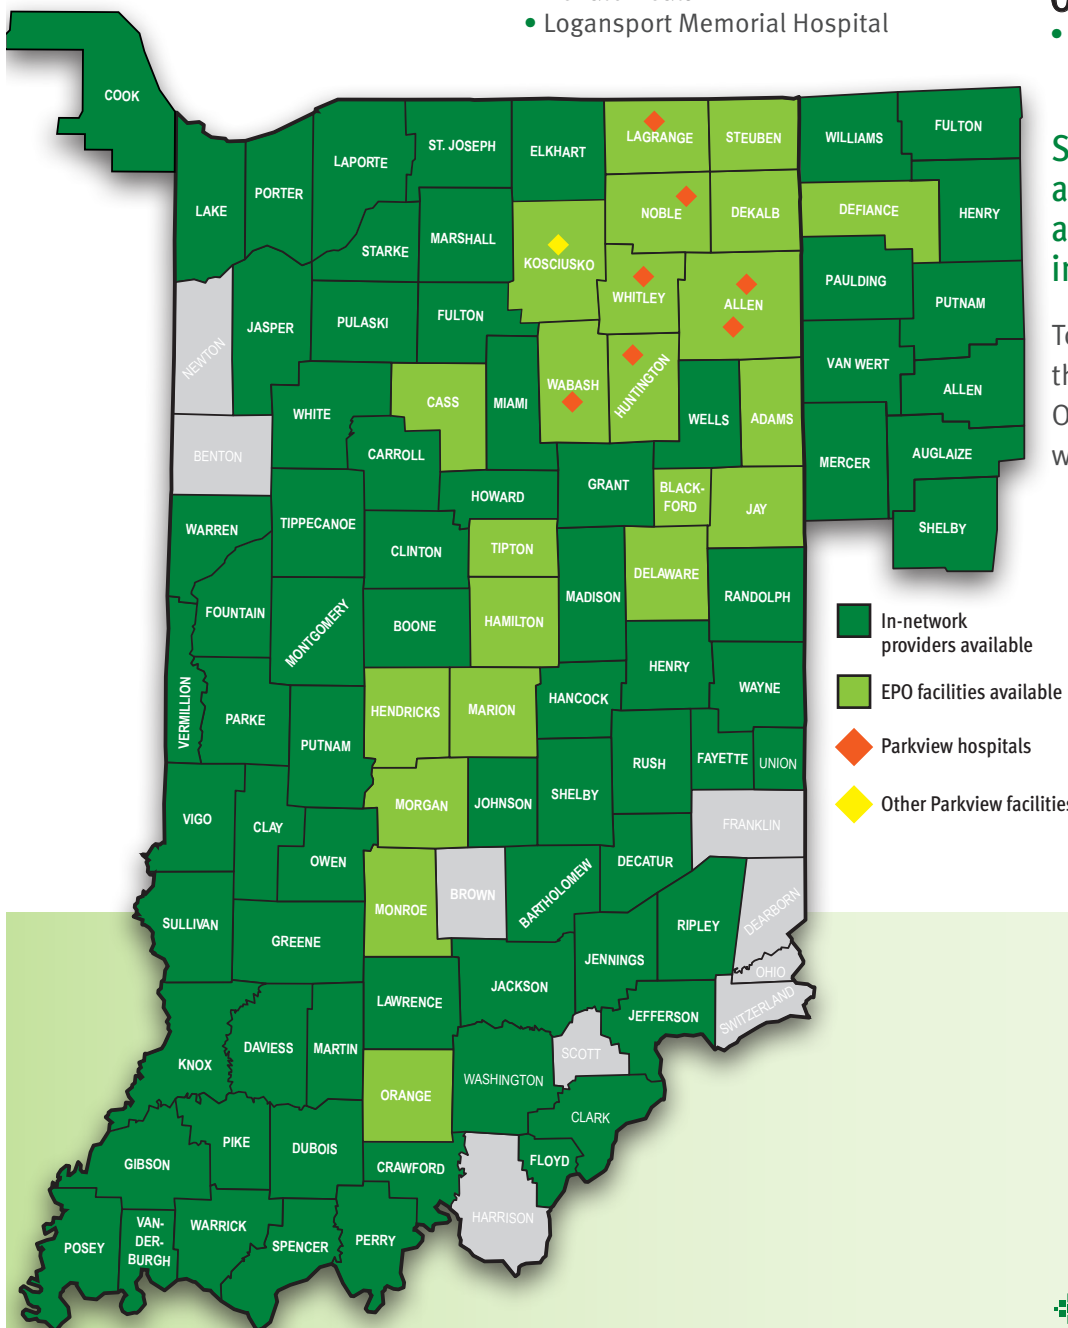 • Logansport Memorial Hospital
COOK
LAKE
PORTER
LAPORTE
ST. JOSEPH
ELKHART
LAGRANGE
STEUBEN
WILLIAMS
FULTON
STARKE
MARSHALL
KOSCIUSKO
NOBLE
DEKALB
DEFIANCE
HENRY
NEWTON
JASPER
PULASKI
FULTON
WHITLEY
ALLEN
PAULDING
PUTNAM
WHITE
CASS
MIAMI
WABASH
HUNTINGTON
WELLS
ADAMS
VAN WERT
ALLEN
BENTON
CARROLL
HOWARD
GRANT
BLACK-
FORD
JAY
MERCER
AUGLAIZE
SHELBY
WARREN
TIPPECANOE
CLINTON
TIPTON
MADISON
DELAWARE
RANDOLPH
FOUNTAIN
MONTGOMERY
BOONE
HAMILTON
HENRY
WAYNE
In-network
providers available
EPO facilities available
Parkview hospitals
Other Parkview facilities
VERMILLION
PARKE
PUTNAM
HENDRICKS
MARION
HANCOCK
RUSH
FAYETTE
UNION
VIGO
CLAY
OWEN
MORGAN
JOHNSON
SHELBY
FRANKLIN
DECATUR
SULLIVAN
GREENE
MONROE
BROWN
BARTHOLOMEW
JENNINGS
RIPLEY
DEARBORN
OHIO
SWITZERLAND
KNOX
DAVIESS
MARTIN
LAWRENCE
JACKSON
SCOTT
JEFFERSON
WASHINGTON
CLARK
ORANGE
GIBSON
PIKE
DUBOIS
CRAWFORD
FLOYD
HARRISON
POSEY
VAN-
DER-
BURGH
WARRICK
SPENCER
PERRY